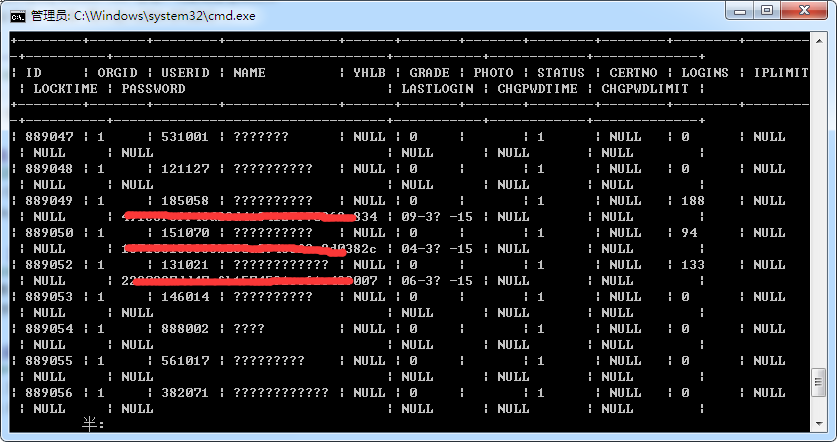 管理员: C:\Windows\system32\cmd.exe
| ID | ORGID | USERID | NAME | YHLB | GRADE | PHOTO | STATUS | CERTNO | LOGINS | IPLIMIT
| LOCKTIME | PASSWORD | LASTLOGIN | CHGPWDTIME | CHGPWDLIMIT |
| 889047 | 1 | 531001 | ??????? | NULL | 0 | | 1 | NULL | 0 | NULL
| NULL | NULL | NULL | NULL | NULL |
| 889048 | 1 | 121127 | ?????????? | NULL | 0 | | 1 | NULL | 0 | NULL
| NULL | NULL | NULL | NULL | NULL |
| 889049 | 1 | 185058 | ?????????? | NULL | 0 | | 1 | NULL | 188 | NULL
| NULL | 834 | 09-3? -15 | NULL | NULL |
| 889050 | 1 | 151070 | ?????????? | NULL | 0 | | 1 | NULL | 94 | NULL
| NULL | 382c | 04-3? -15 | NULL | NULL |
| 889052 | 1 | 131021 | ???????????? | NULL | 0 | | 1 | NULL | 133 | NULL
| NULL | 007 | 06-3? -15 | NULL | NULL |
| 889053 | 1 | 146014 | ?????????? | NULL | 0 | | 1 | NULL | 0 | NULL
| NULL | NULL | NULL | NULL | NULL |
| 889054 | 1 | 888002 | ???? | NULL | 0 | | 1 | NULL | 0 | NULL
| NULL | NULL | NULL | NULL | NULL |
| 889055 | 1 | 561017 | ????????? | NULL | 0 | | 1 | NULL | 0 | NULL
| NULL | NULL | NULL | NULL | NULL |
| 889056 | 1 | 382071 | ???????????? | NULL | 0 | | 1 | NULL | 0 | NULL
| NULL | NULL | NULL | NULL | NULL |
半: